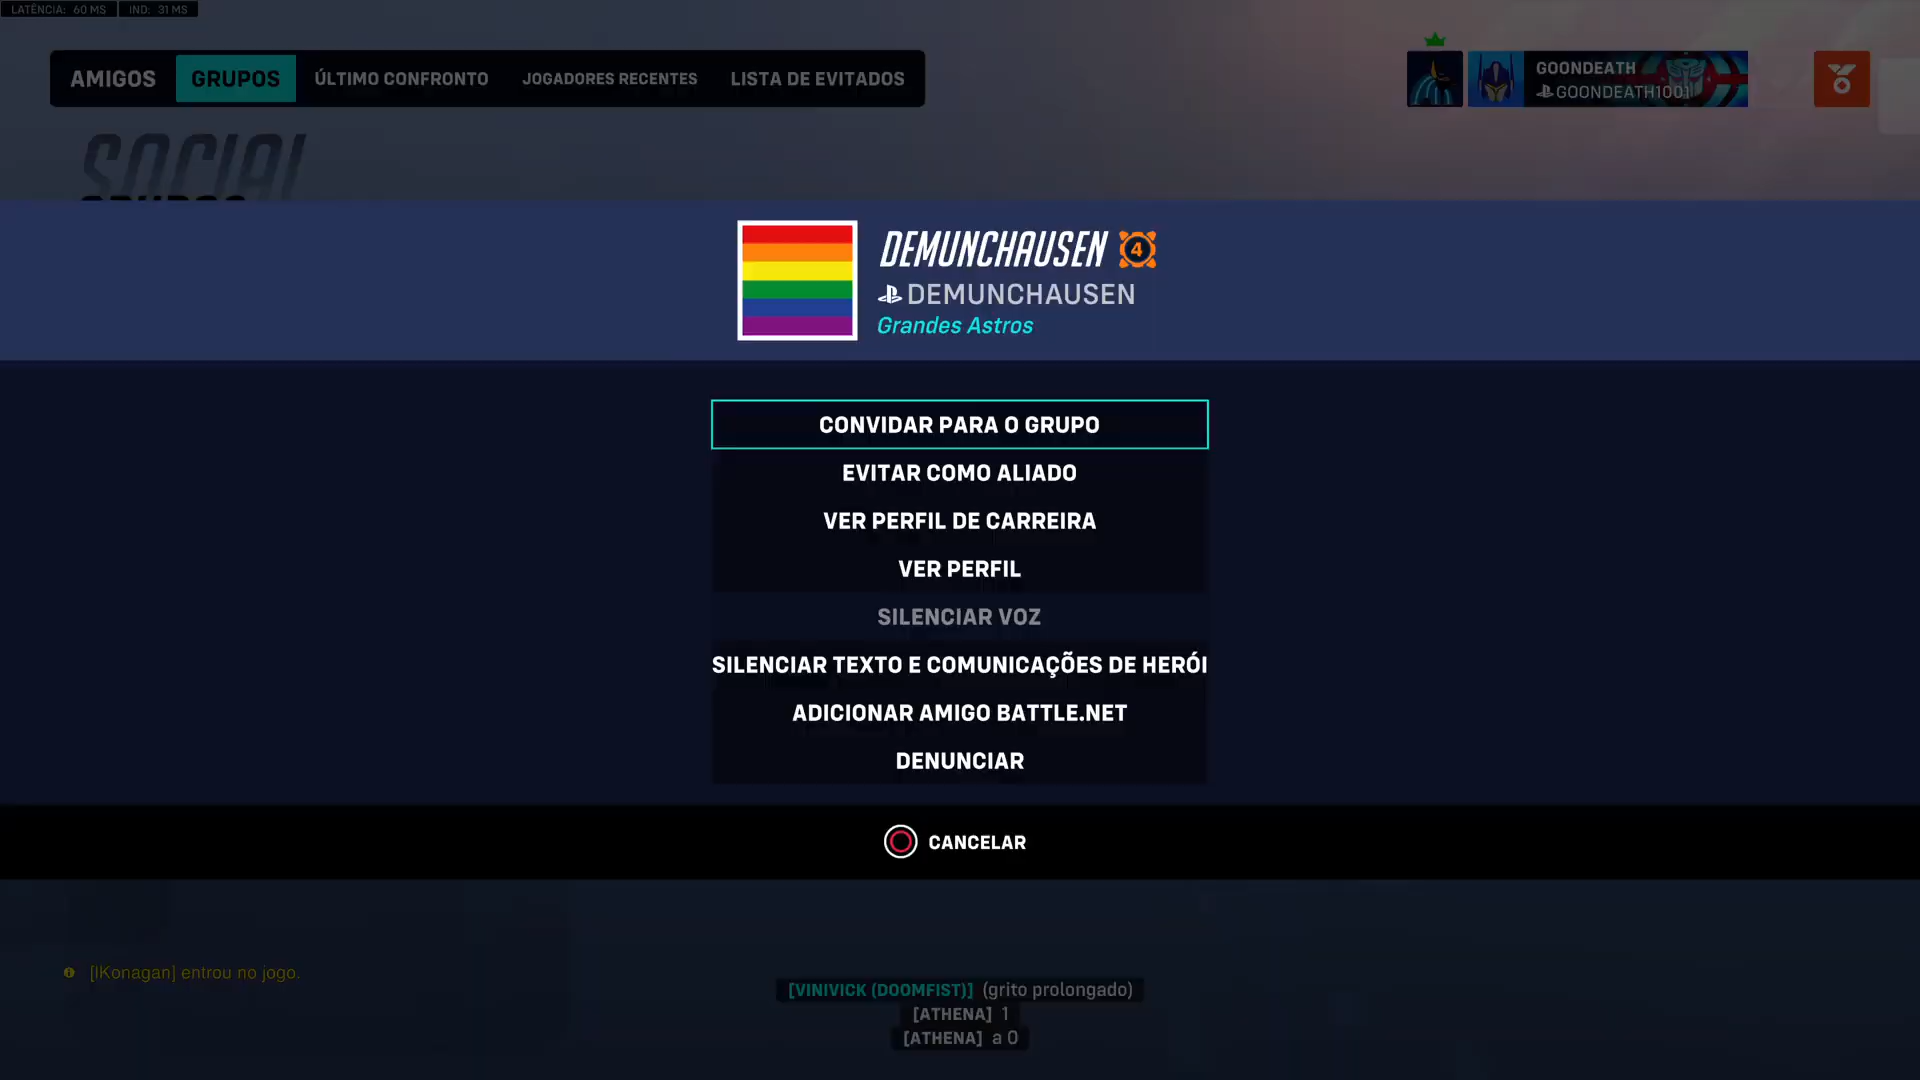 LATÊNCIA: 60 MS IND: 31 MS
AMIGOS GRUPOS ÚLTIMO CONFRONTO JOGADORES RECENTES LISTA DE EVITADOS
GOONDEATH
GOONDEATH1001
SOCIAL
GRUPOS
DEMUNCHAUSEN 4
DEMUNCHAUSEN
Grandes Astros
CONVIDAR PARA O GRUPO
EVITAR COMO ALIADO
VER PERFIL DE CARREIRA
VER PERFIL
SILENCIAR VOZ
SILENCIAR TEXTO E COMUNICAÇÕES DE HERÓI
ADICIONAR AMIGO BATTLE.NET
DENUNCIAR
CANCELAR
[IKonagan] entrou no jogo.
[VINIVICK (DOOMFIST)] (grito prolongado)
[ATHENA] 1
[ATHENA] a 0